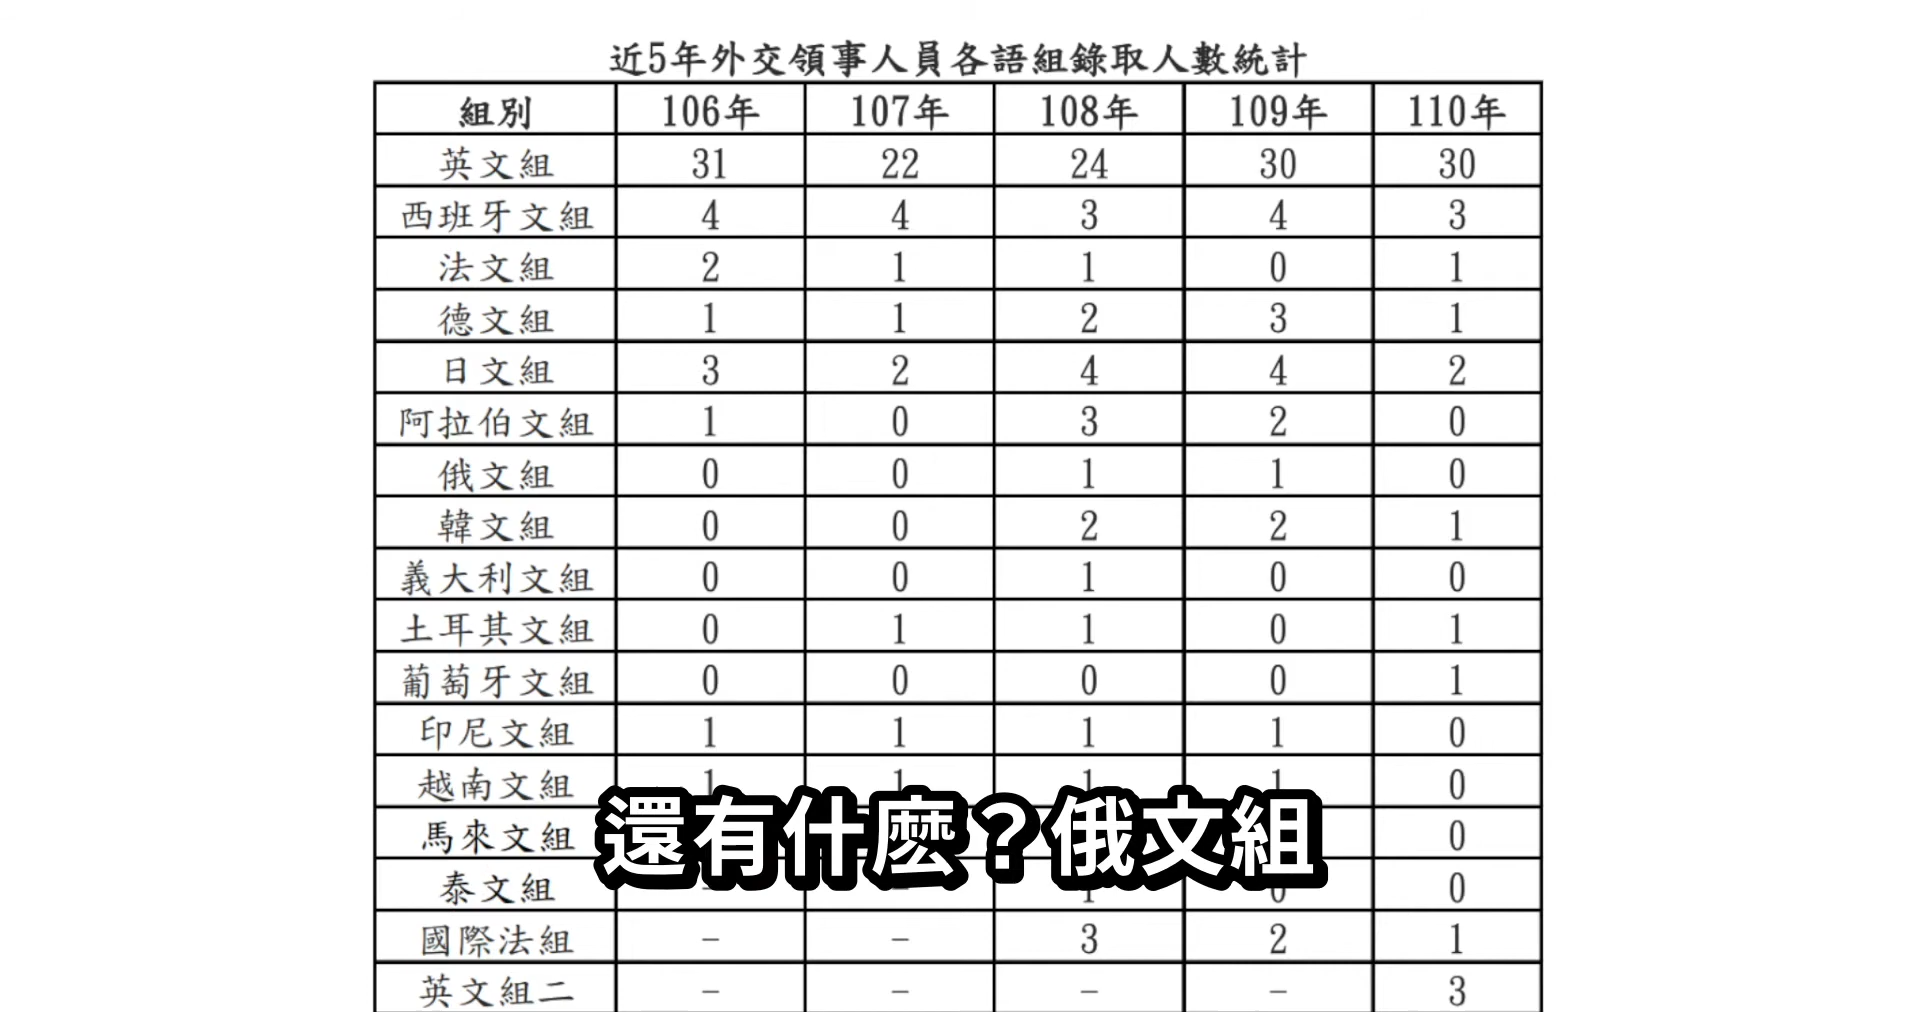 近5年外交領事人員各語組錄取人數統計
組別 106年 107年 108年 109年 110年
英文組 31 22 24 30 30
西班牙文組 4 4 3 4 3
法文組 2 1 1 0 1
德文組 1 1 2 3 1
日文組 3 2 4 4 2
阿拉伯文組 1 0 3 2 0
俄文組 0 0 1 1 0
韓文組 0 0 2 2 1
義大利文組 0 0 1 0 0
土耳其文組 0 1 1 0 1
葡萄牙文組 0 0 0 0 1
印尼文組 1 1 1 1 0
越南文組 1 1 1 1 0
馬來文組 0
泰文組 - - 1 0 0
國際法組 - - 3 2 1
英文組二 - - - - 3
還有什麼？俄文組